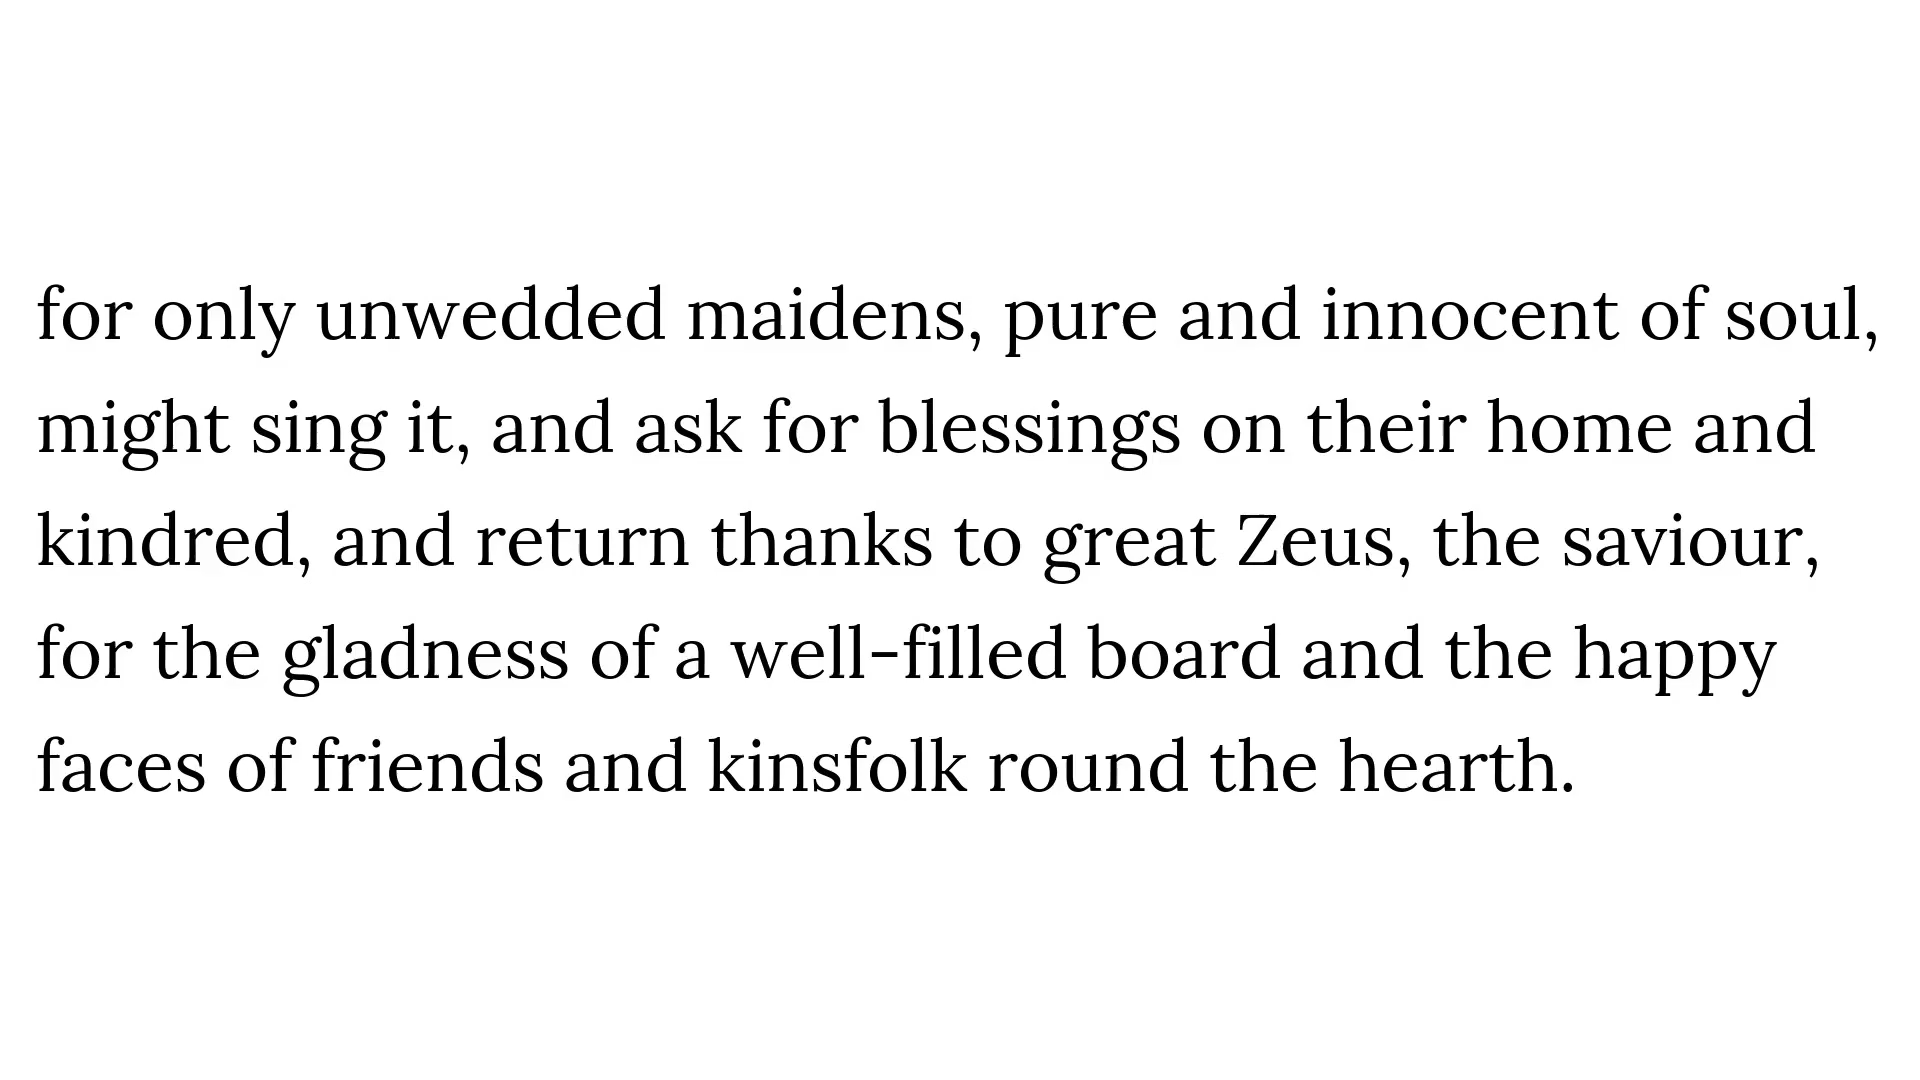 for only unwedded maidens, pure and innocent of soul,
might sing it, and ask for blessings on their home and
kindred, and return thanks to great Zeus, the saviour,
for the gladness of a well-filled board and the happy
faces of friends and kinsfolk round the hearth.